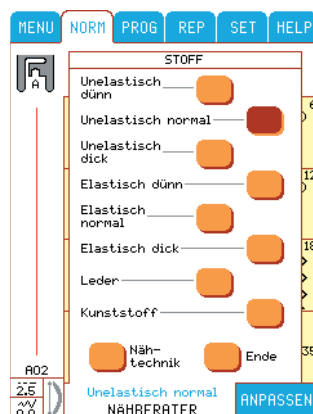 MENU NORM PROG REP SET HELP
A
STOFF
Unelastisch
dünn
Unelastisch normal
Unelastisch
dick
Elastisch dünn
Elastisch
normal
Elastisch dick
Leder
Kunststoff
Näh-
technik
Ende
A02
2.5
Unelastisch normal
NÄHBERATER
ANPASSEN